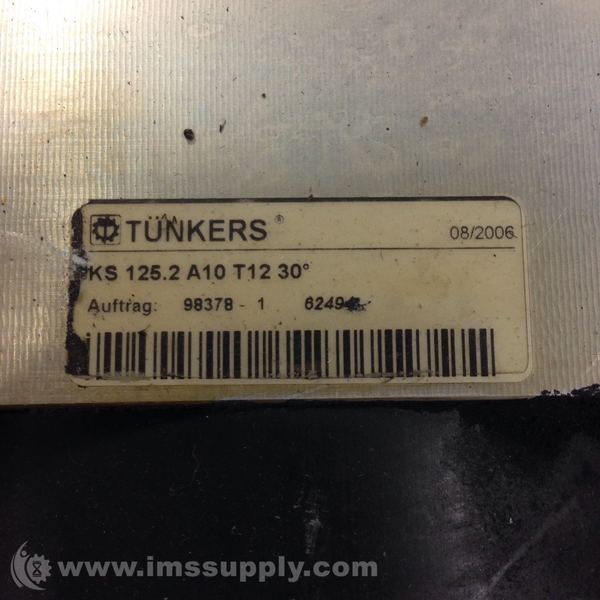 TÜNKERS®
08/2006
KS 125.2 A10 T12 30°
Auftrag: 98378 - 1
www.imssupply.com